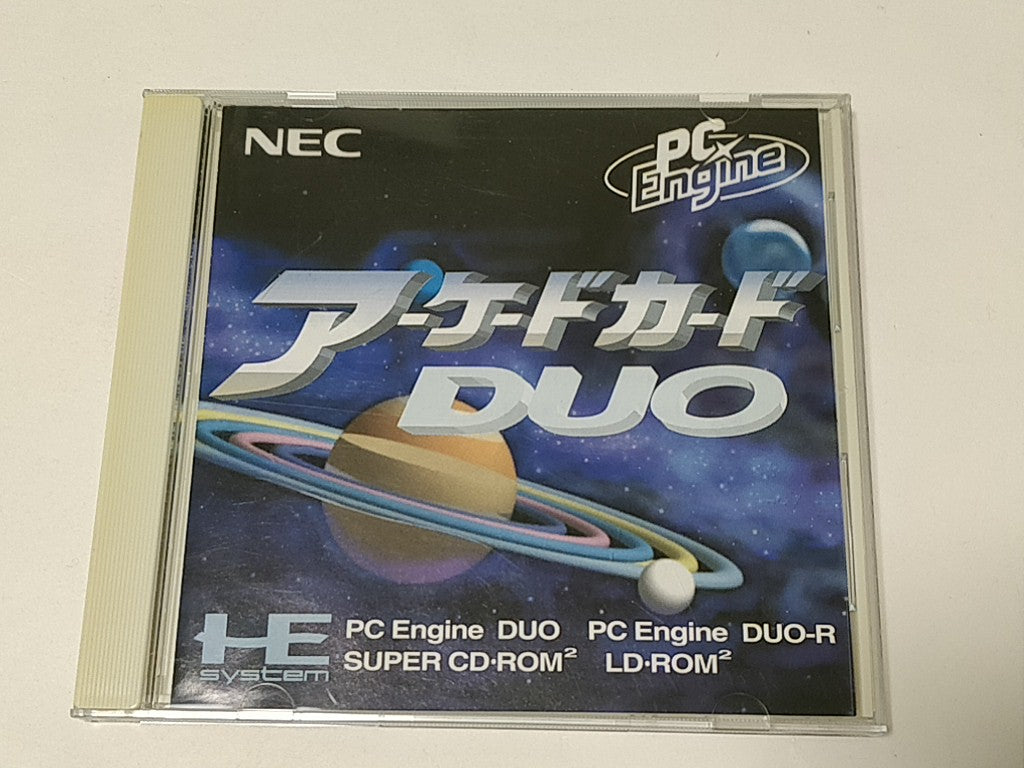 NEC
PC Engine
アーケードカード
DUO
HE system
PC Engine DUO PC Engine DUO-R
SUPER CD・ROM² LD・ROM²